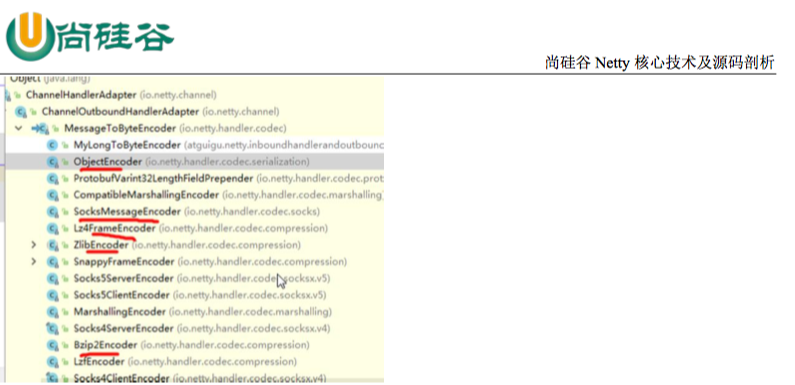 尚硅谷
尚硅谷 Netty 核心技术及源码剖析
Object (java.lang)
ChannelHandlerAdapter (io.netty.channel)
ChannelOutboundHandlerAdapter (io.netty.channel)
MessageToByteEncoder (io.netty.handler.codec)
MyLongToByteEncoder (atguigu.netty.inboundhandlerandoutbounc
ObjectEncoder (io.netty.handler.codec.serialization)
ProtobufVarint32LengthFieldPrepender (io.netty.handler.codec.prot
CompatibleMarshallingEncoder (io.netty.handler.codec.marshalling)
SocksMessageEncoder (io.netty.handler.codec.socks)
Lz4FrameEncoder (io.netty.handler.codec.compression)
ZlibEncoder (io.netty.handler.codec.compression)
SnappyFrameEncoder (io.netty.handler.codec.compression)
Socks5ServerEncoder (io.netty.handler.codec.socksx.v5)
Socks5ClientEncoder (io.netty.handler.codec.socksx.v5)
MarshallingEncoder (io.netty.handler.codec.marshalling)
Socks4ServerEncoder (io.netty.handler.codec.socksx.v4)
Bzip2Encoder (io.netty.handler.codec.compression)
LzfEncoder (io.netty.handler.codec.compression)
Socks4ClientEncoder (io.netty.handler.codec.socksx.v4)